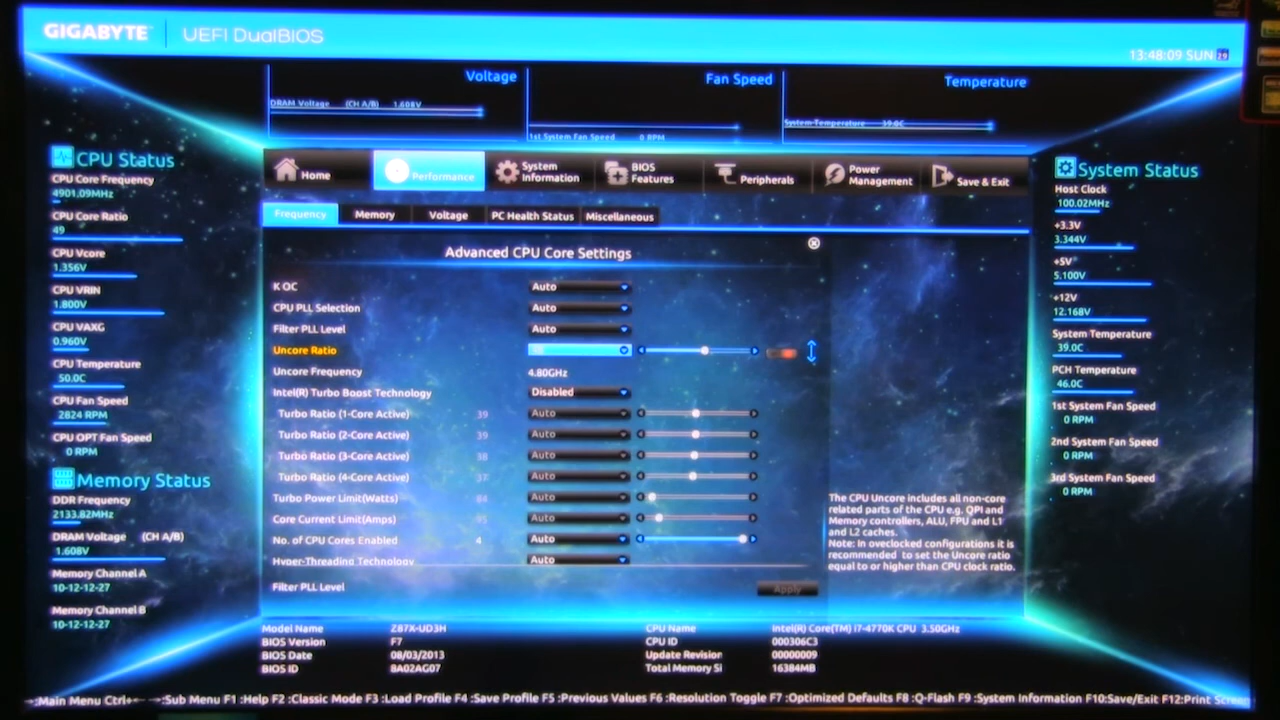 GIGABYTE UEFI DualBIOS
13:48:09 SUN 29
Voltage
DRAM Voltage (CH A/B) 1.608V
Fan Speed
1st System Fan Speed 0 RPM
Temperature
System Temperature 39.0C
CPU Status
CPU Core Frequency
4901.09MHz
CPU Core Ratio
49
CPU Vcore
1.356V
CPU VRIN
1.800V
CPU VAXG
0.960V
CPU Temperature
50.0C
CPU Fan Speed
2824 RPM
CPU OPT Fan Speed
0 RPM
Memory Status
DDR Frequency
2133.82MHz
DRAM Voltage (CH A/B)
1.608V
Memory Channel A
10-12-12-27
Memory Channel B
10-12-12-27
Home
Performance
System
Information
BIOS
Features
Peripherals
Power
Management
Save & Exit
Frequency
Memory
Voltage
PC Health Status
Miscellaneous
Advanced CPU Core Settings
K OC Auto
CPU PLL Selection Auto
Filter PLL Level Auto
Uncore Ratio
Uncore Frequency 4.80GHz
Intel(R) Turbo Boost Technology Disabled
Turbo Ratio (1-Core Active) 39 Auto
Turbo Ratio (2-Core Active) 39 Auto
Turbo Ratio (3-Core Active) 38 Auto
Turbo Ratio (4-Core Active) 37 Auto
Turbo Power Limit(Watts) 84 Auto
Core Current Limit(Amps) 95 Auto
No. of CPU Cores Enabled 4 Auto
Hyper-Threading Technology Auto
Filter PLL Level
Apply
The CPU Uncore includes all non-core
related parts of the CPU e.g. QPI and
Memory controllers, ALU, FPU and L1
and L2 caches.
Note: In overlocked configurations it is
recommended to set the Uncore ratio
equal to or higher than CPU clock ratio.
System Status
Host Clock
100.02MHz
+3.3V
3.344V
+5V
5.100V
+12V
12.168V
System Temperature
39.0C
PCH Temperature
46.0C
1st System Fan Speed
0 RPM
2nd System Fan Speed
0 RPM
3rd System Fan Speed
0 RPM
Model Name Z87X-UD3H
BIOS Version F7
BIOS Date 08/03/2013
BIOS ID 8A02AG07
CPU Name Intel(R) Core(TM) i7-4770K CPU 3.50GHz
CPU ID 000306C3
Update Revision 00000009
Total Memory Si 16384MB
→:Main Menu Ctrl+← →:Sub Menu F1 :Help F2 :Classic Mode F3 :Load Profile F4 :Save Profile F5 :Previous Values F6 :Resolution Toggle F7 :Optimized Defaults F8 :Q-Flash F9 :System Information F10:Save/Exit F12:Print Screen